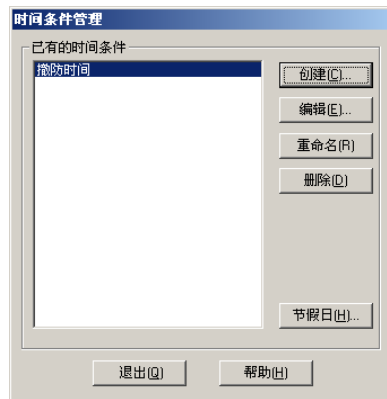 时间条件管理
已有的时间条件
撤防时间
创建(C)...
编辑(E)...
重命名(R)
删除(D)
节假日(H)...
退出(Q)
帮助(H)